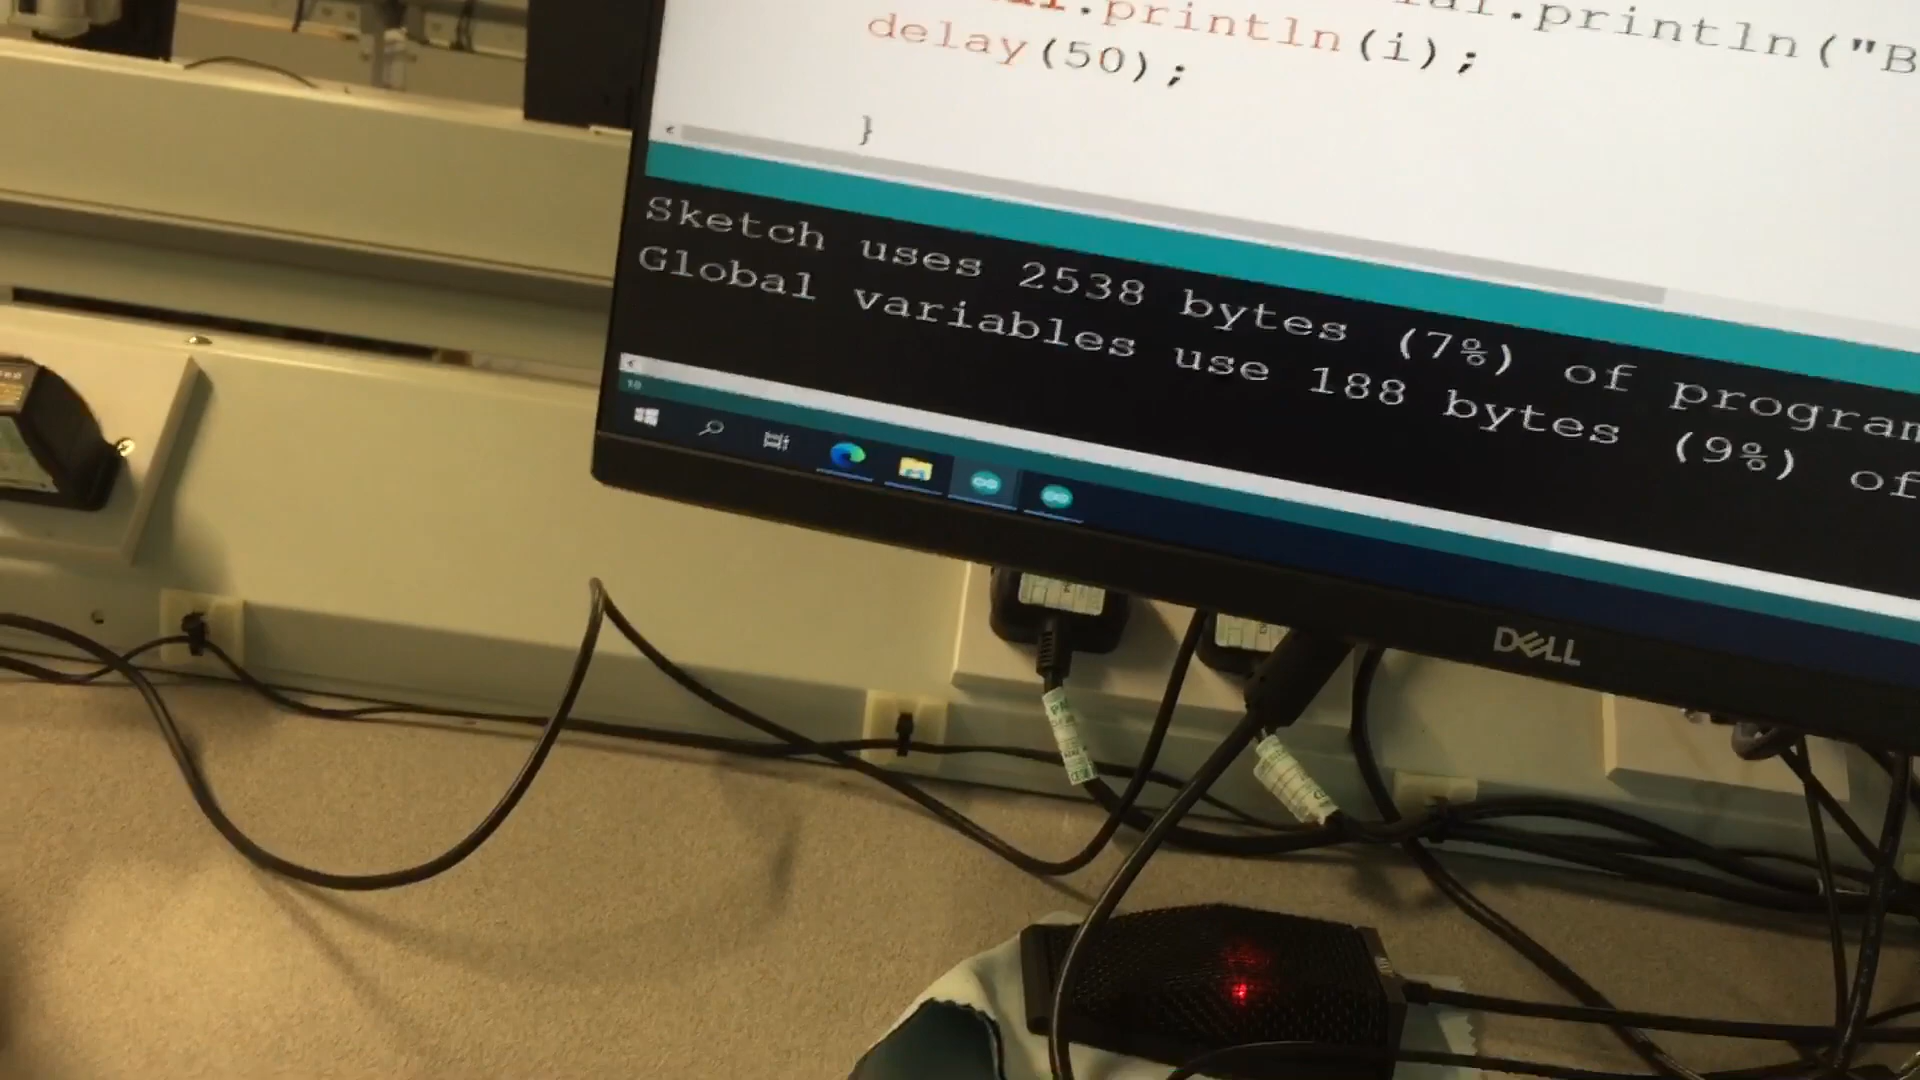 .println(i);
.println("B
delay(50);
}
Sketch uses 2538 bytes (7%) of program
Global variables use 188 bytes (9%) of
10
DELL